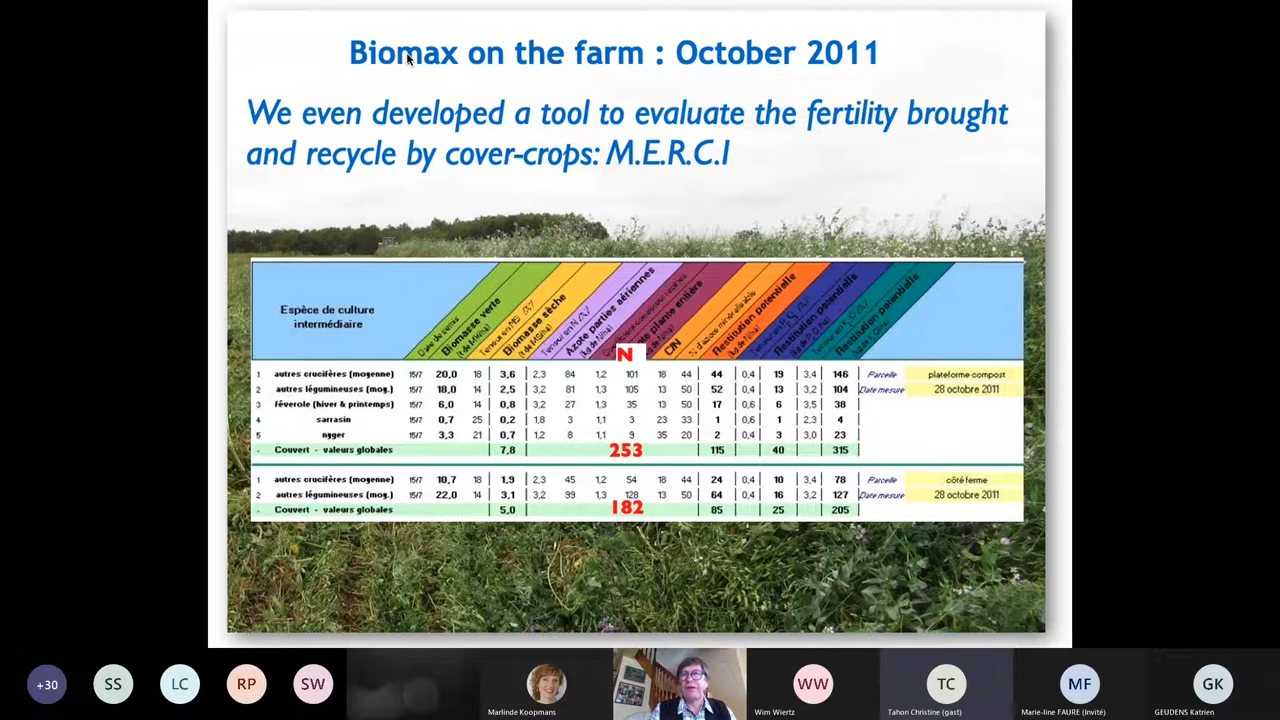 Biomax on the farm : October 2011
We even developed a tool to evaluate the fertility brought
and recycle by cover-crops: M.E.R.C.I
Espèce de culture
intermédiaire
Biomasse verte
Biomasse sèche
Azote parties aériennes
C/N
Restitution potentielle
Restitution potentielle
Restitution potentielle
N
1 autres crucifères (moyenne) 15/7 20,0 18 3,6 2,3 84 1,2 101 18 44 44 0,4 19 3,4 146 Parcelle plateforme compost
2 autres légumineuses (moy.) 15/7 18,0 14 2,5 3,2 81 1,3 105 13 50 52 0,4 13 3,2 104 Date mesure 28 octobre 2011
3 féverole (hiver & printemps) 15/7 6,0 14 0,8 3,2 27 1,3 35 13 50 17 0,6 6 3,5 38
4 sarrasin 15/7 0,7 25 0,2 1,8 3 1,1 3 23 33 1 0,6 1 2,3 4
5 nyger 15/7 3,3 21 0,7 1,2 8 1,1 9 35 20 2 0,4 3 3,0 23
- Couvert - valeurs globales 7,8 253 115 40 315
1 autres crucifères (moyenne) 15/7 10,7 18 1,9 2,3 45 1,2 54 18 44 24 0,4 10 3,4 78 Parcelle côté ferme
2 autres légumineuses (moy.) 15/7 22,0 14 3,1 3,2 99 1,3 128 13 50 64 0,4 16 3,2 127 Date mesure 28 octobre 2011
- Couvert - valeurs globales 5,0 182 85 25 205
+30 SS LC RP SW WW TC MF GK
Marlinde Koopmans Wim Wiertz Tahon Christine (gast) Marie-line FAURE (Invité) GEUDENS Katrien